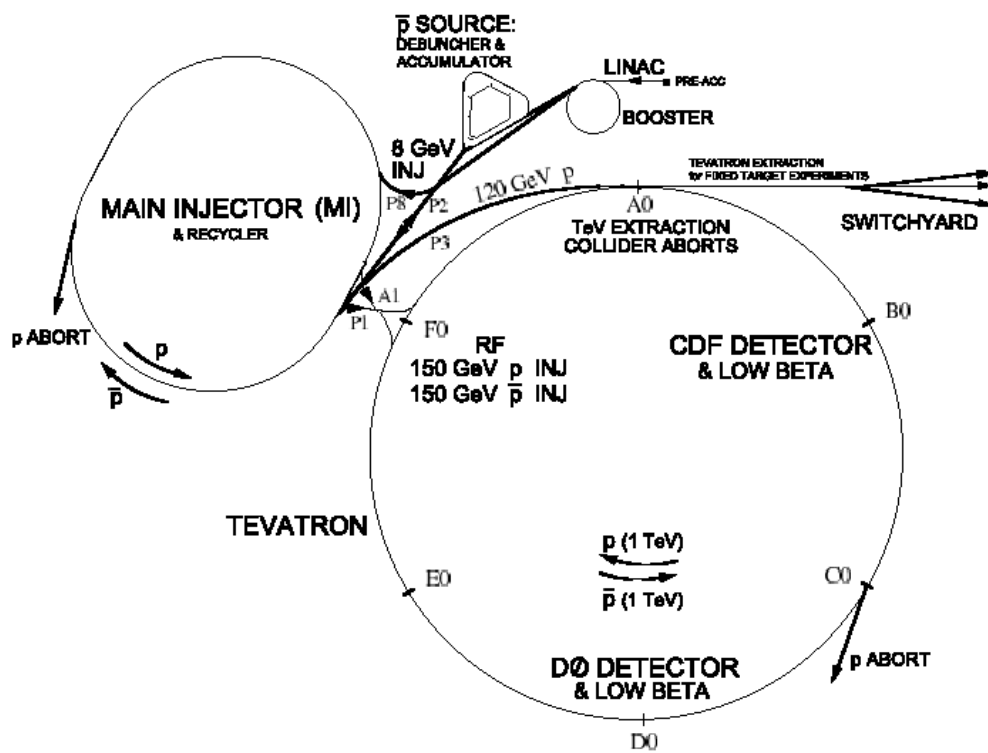 p̅ SOURCE:
DEBUNCHER &
ACCUMULATOR
LINAC
PRE-ACC
BOOSTER
8 GeV
INJ
TEVATRON EXTRACTION
for FIXED TARGET EXPERIMENTS
120 GeV p
P8
P2
A0
SWITCHYARD
MAIN INJECTOR (MI)
& RECYCLER
P3
TeV EXTRACTION
COLLIDER ABORTS
A1
P1
F0
B0
p ABORT
p
p̅
RF
150 GeV p INJ
150 GeV p̅ INJ
CDF DETECTOR
& LOW BETA
TEVATRON
p (1 TeV)
p̅ (1 TeV)
E0
C0
p ABORT
DØ DETECTOR
& LOW BETA
D0